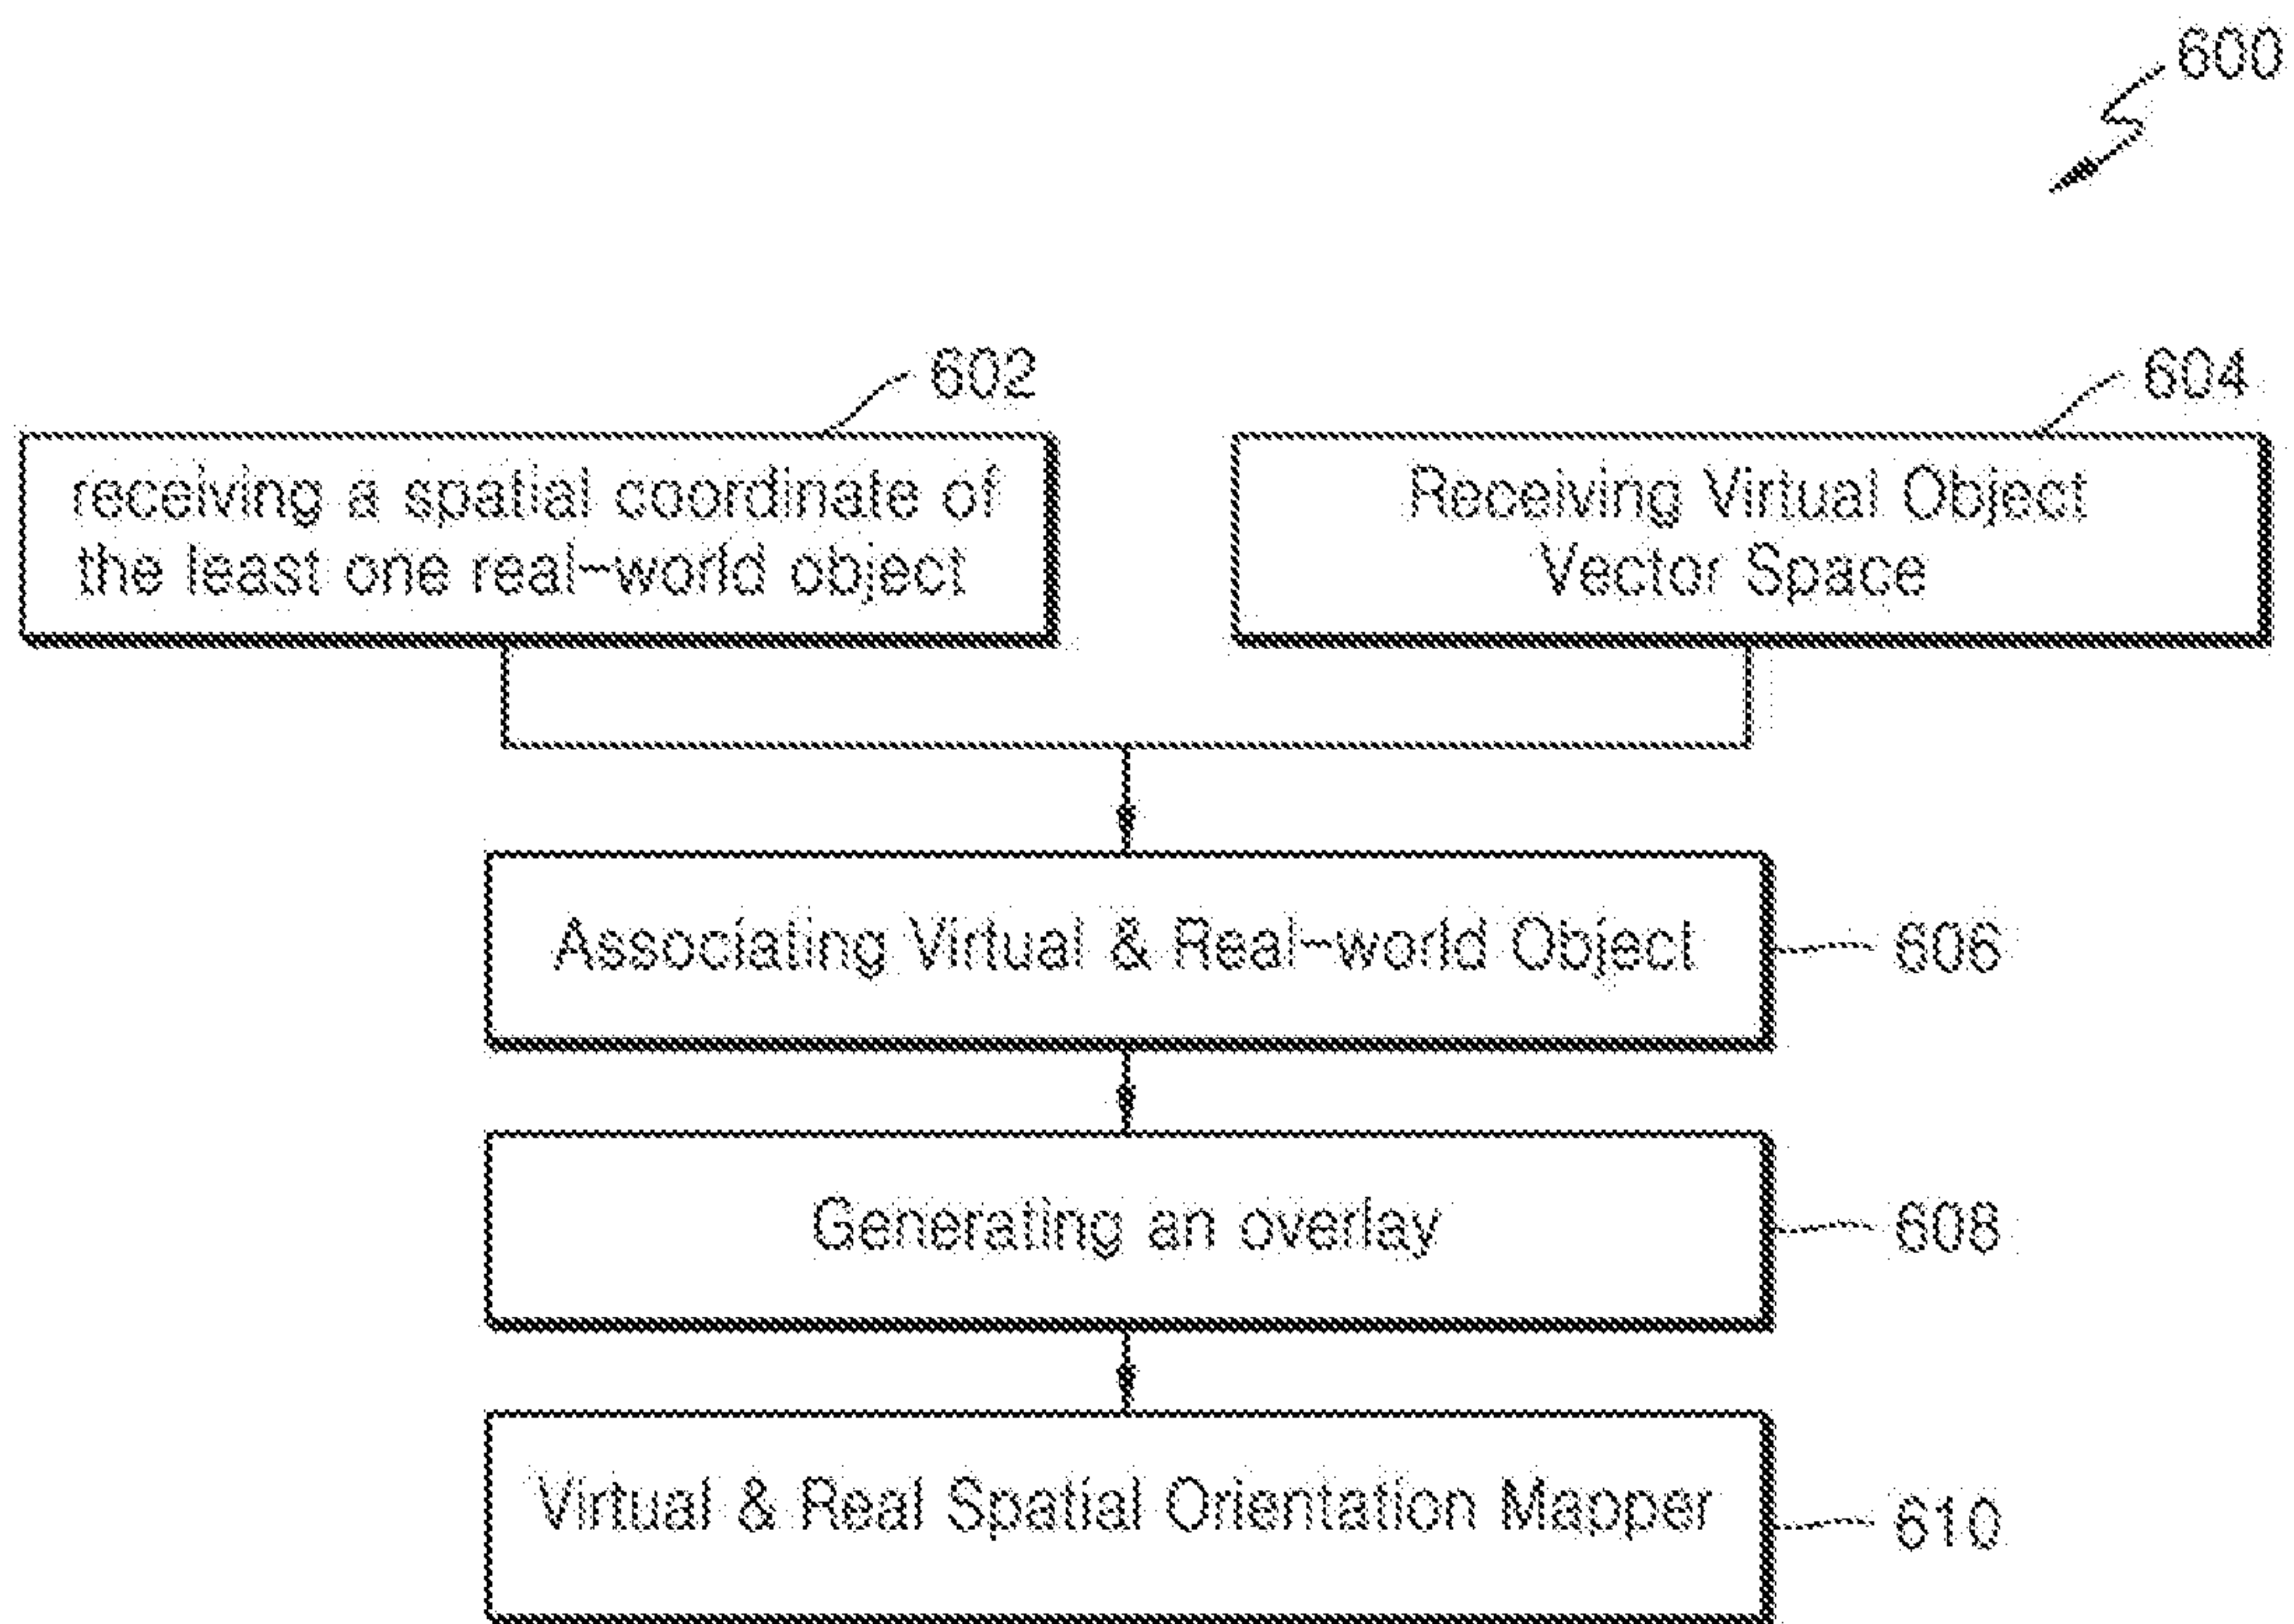 600
602
604
receiving a spatial coordinate of
the least one real-world object
Receiving Virtual Object
Vector Space
Associating Virtual & Real-world Object
606
Generating an overlay
608
Virtual & Real Spatial Orientation Mapper
610